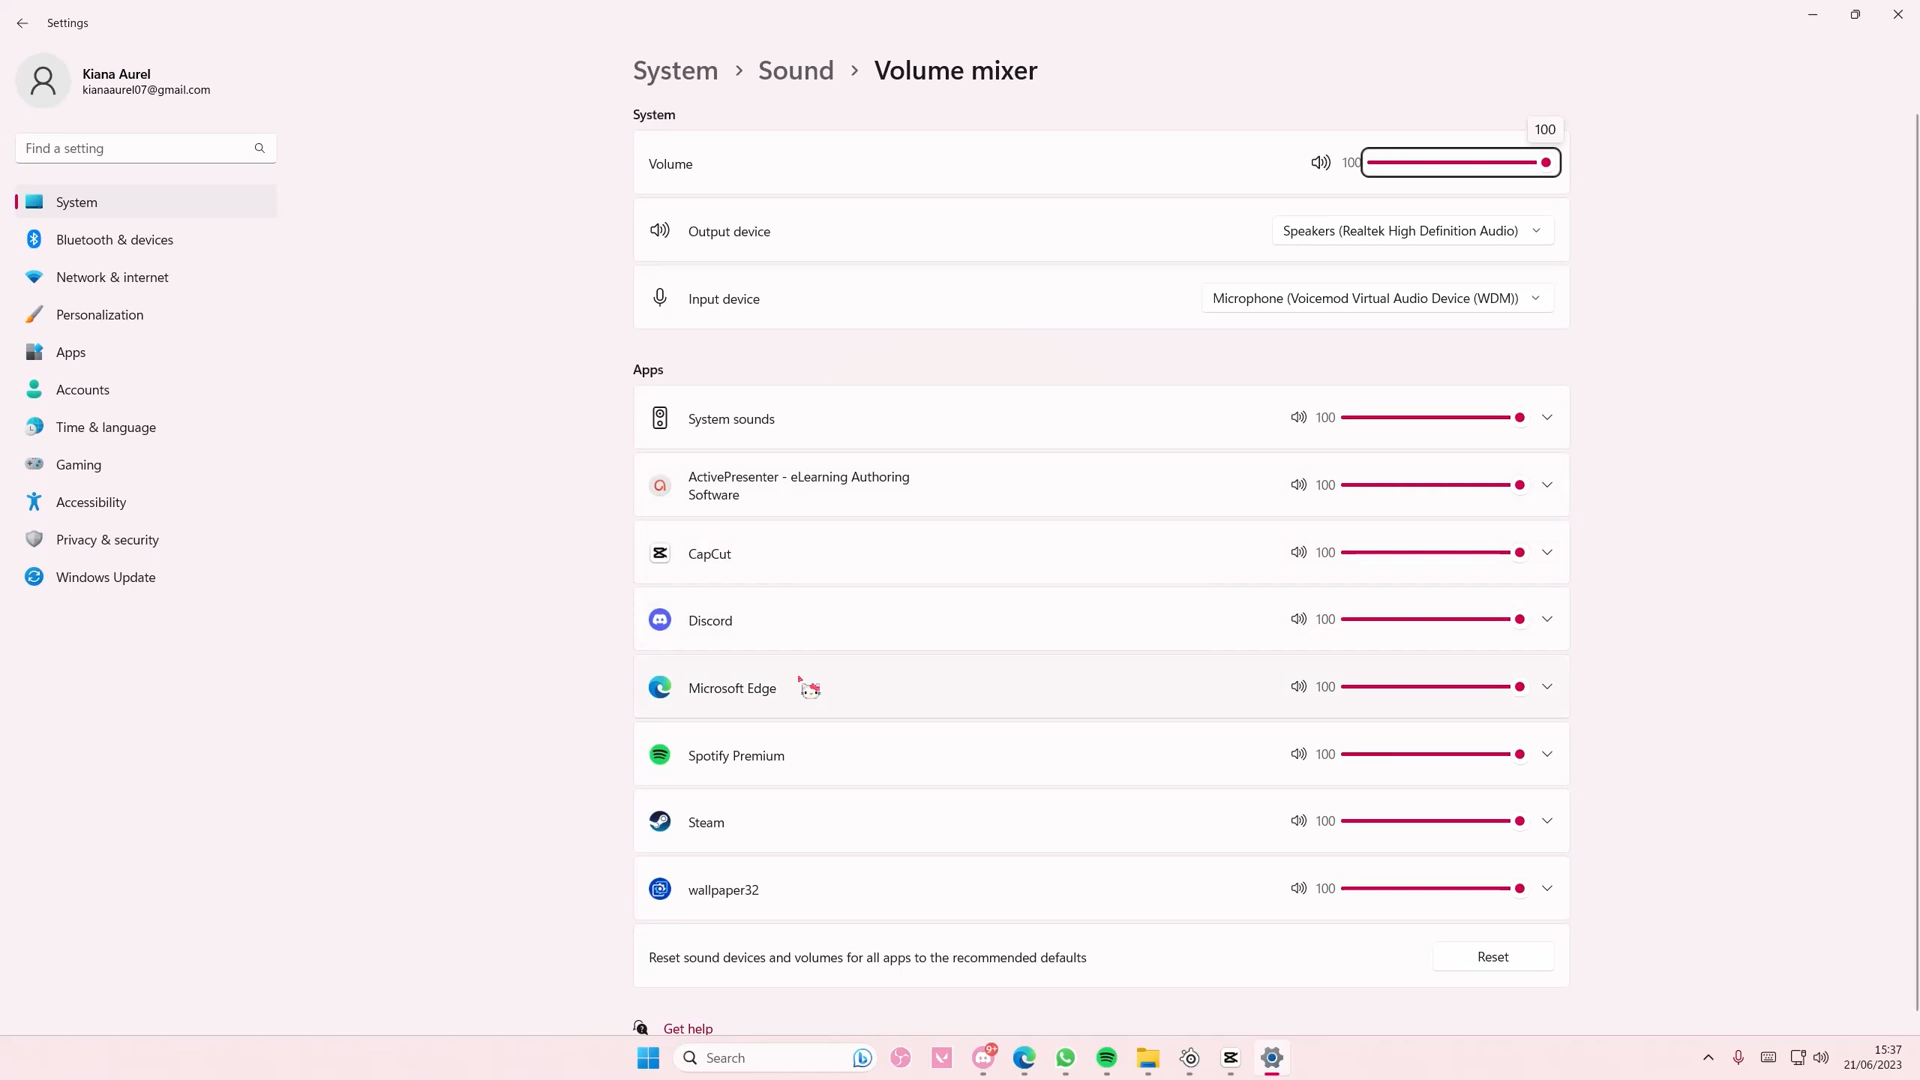 Settings
Kiana Aurel
kianaaurel07@gmail.com
Find a setting
System
Bluetooth & devices
Network & internet
Personalization
Apps
Accounts
Time & language
Gaming
Accessibility
Privacy & security
Windows Update
System > Sound > Volume mixer
System
100
Volume 100
Output device Speakers (Realtek High Definition Audio)
Input device Microphone (Voicemod Virtual Audio Device (WDM))
Apps
System sounds 100
ActivePresenter - eLearning Authoring
Software 100
CapCut 100
Discord 100
Microsoft Edge 100
Spotify Premium 100
Steam 100
wallpaper32 100
Reset sound devices and volumes for all apps to the recommended defaults Reset
Get help
Search
9+
15:37
21/06/2023